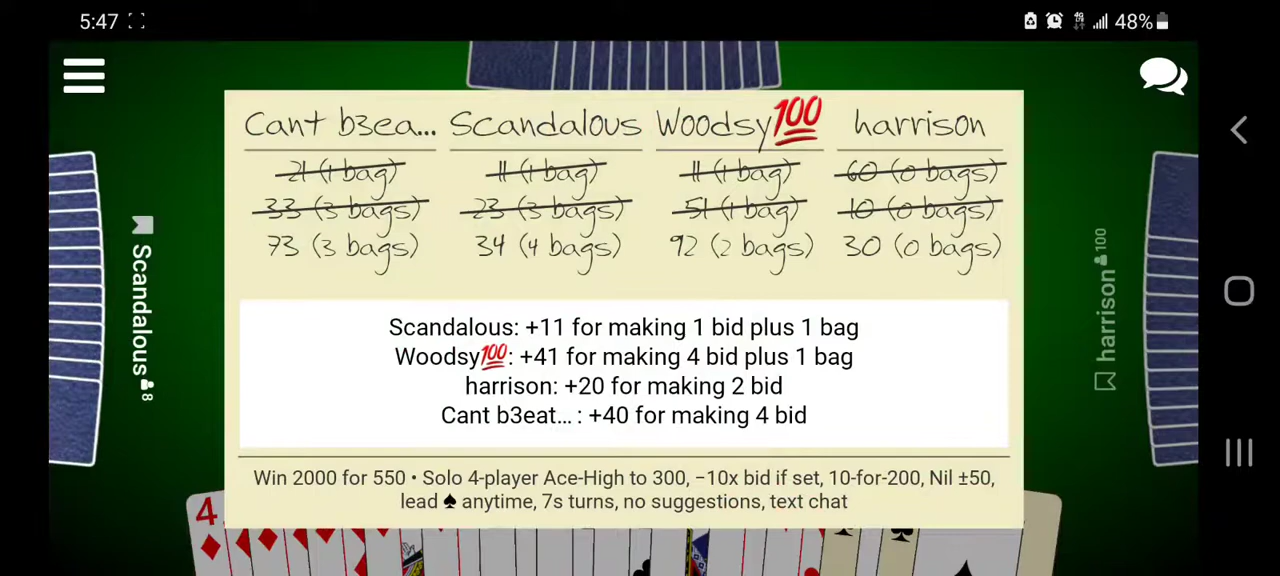 5:47
48%
Cant b3ea... Scandalous Woodsy💯 harrison
21 (1 bag) 11 (1 bag) 11 (1 bag) 60 (0 bags)
33 (3 bags) 23 (3 bags) 51 (1 bag) 10 (0 bags)
73 (3 bags) 34 (4 bags) 92 (2 bags) 30 (0 bags)
Scandalous: +11 for making 1 bid plus 1 bag
Woodsy💯: +41 for making 4 bid plus 1 bag
harrison: +20 for making 2 bid
Cant b3eat... : +40 for making 4 bid
Win 2000 for 550 • Solo 4-player Ace-High to 300, −10x bid if set, 10-for-200, Nil ±50,
lead ♠ anytime, 7s turns, no suggestions, text chat
Scandalous 8
harrison 100
4